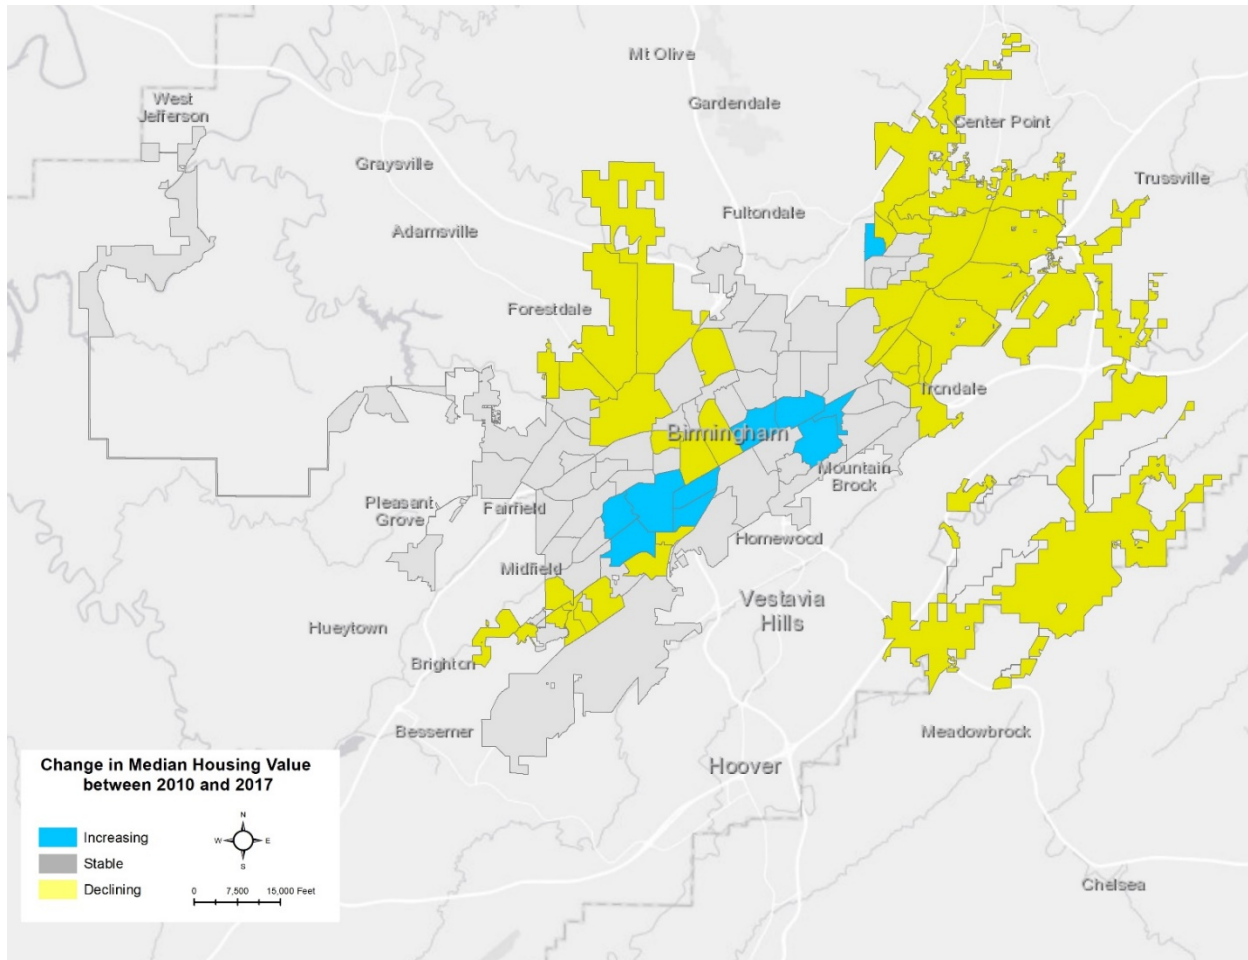 Mt Olive
West
Jefferson
Gardendale
Center Point
Graysville
Trussville
Fultondale
Adamsville
Forestdale
Irondale
Birmingham
Mountain
Brock
Pleasant
Grove
Fairfield
Homewood
Midfield
Vestavia
Hills
Hueytown
Brighton
Bessemer
Meadowbrock
Hoover
Chelsea
Change in Median Housing Value
between 2010 and 2017
Increasing
Stable
Declining
N
W E
S
0 7,500 15,000 Feet